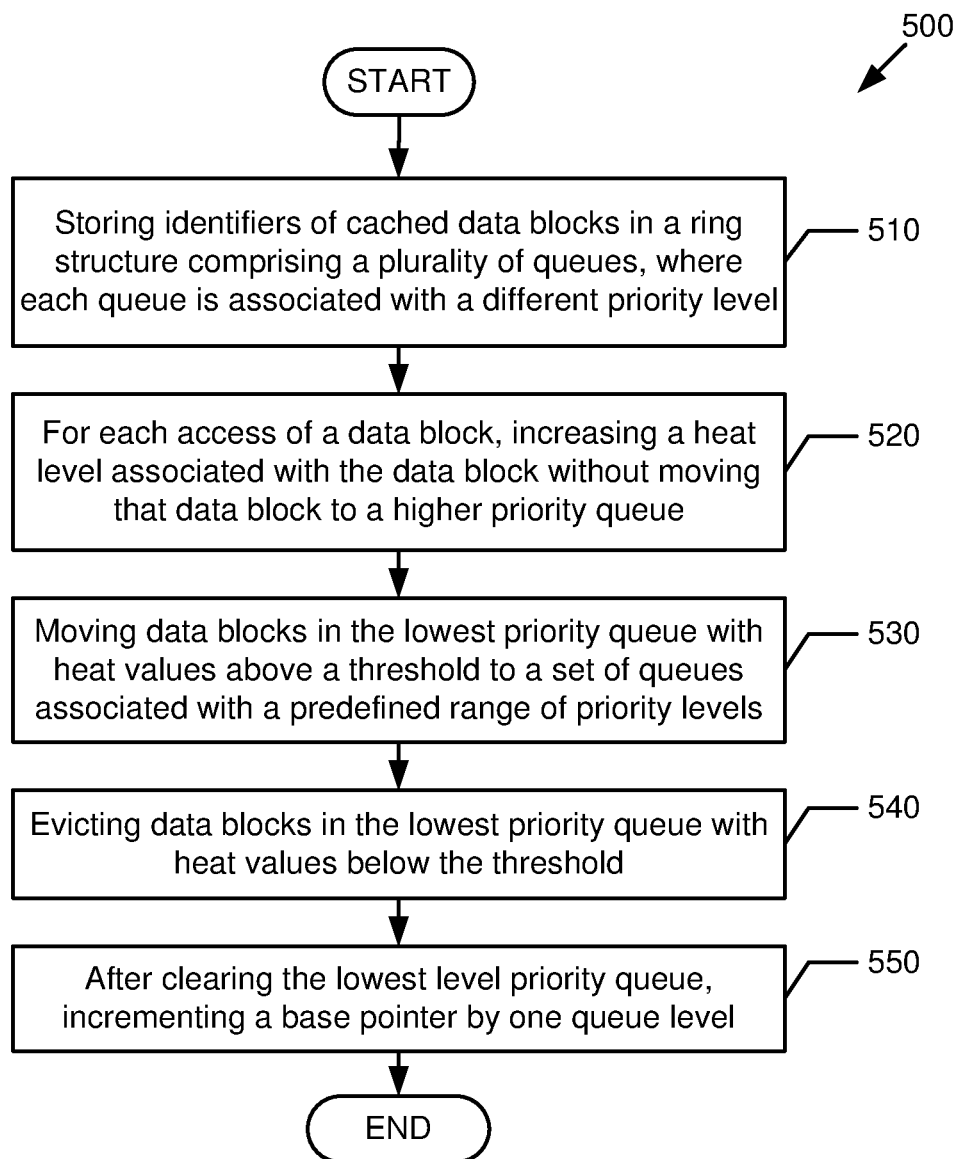 500
START
Storing identifiers of cached data blocks in a ring
structure comprising a plurality of queues, where
each queue is associated with a different priority level
510
For each access of a data block, increasing a heat
level associated with the data block without moving
that data block to a higher priority queue
520
Moving data blocks in the lowest priority queue with
heat values above a threshold to a set of queues
associated with a predefined range of priority levels
530
Evicting data blocks in the lowest priority queue with
heat values below the threshold
540
After clearing the lowest level priority queue,
incrementing a base pointer by one queue level
550
END